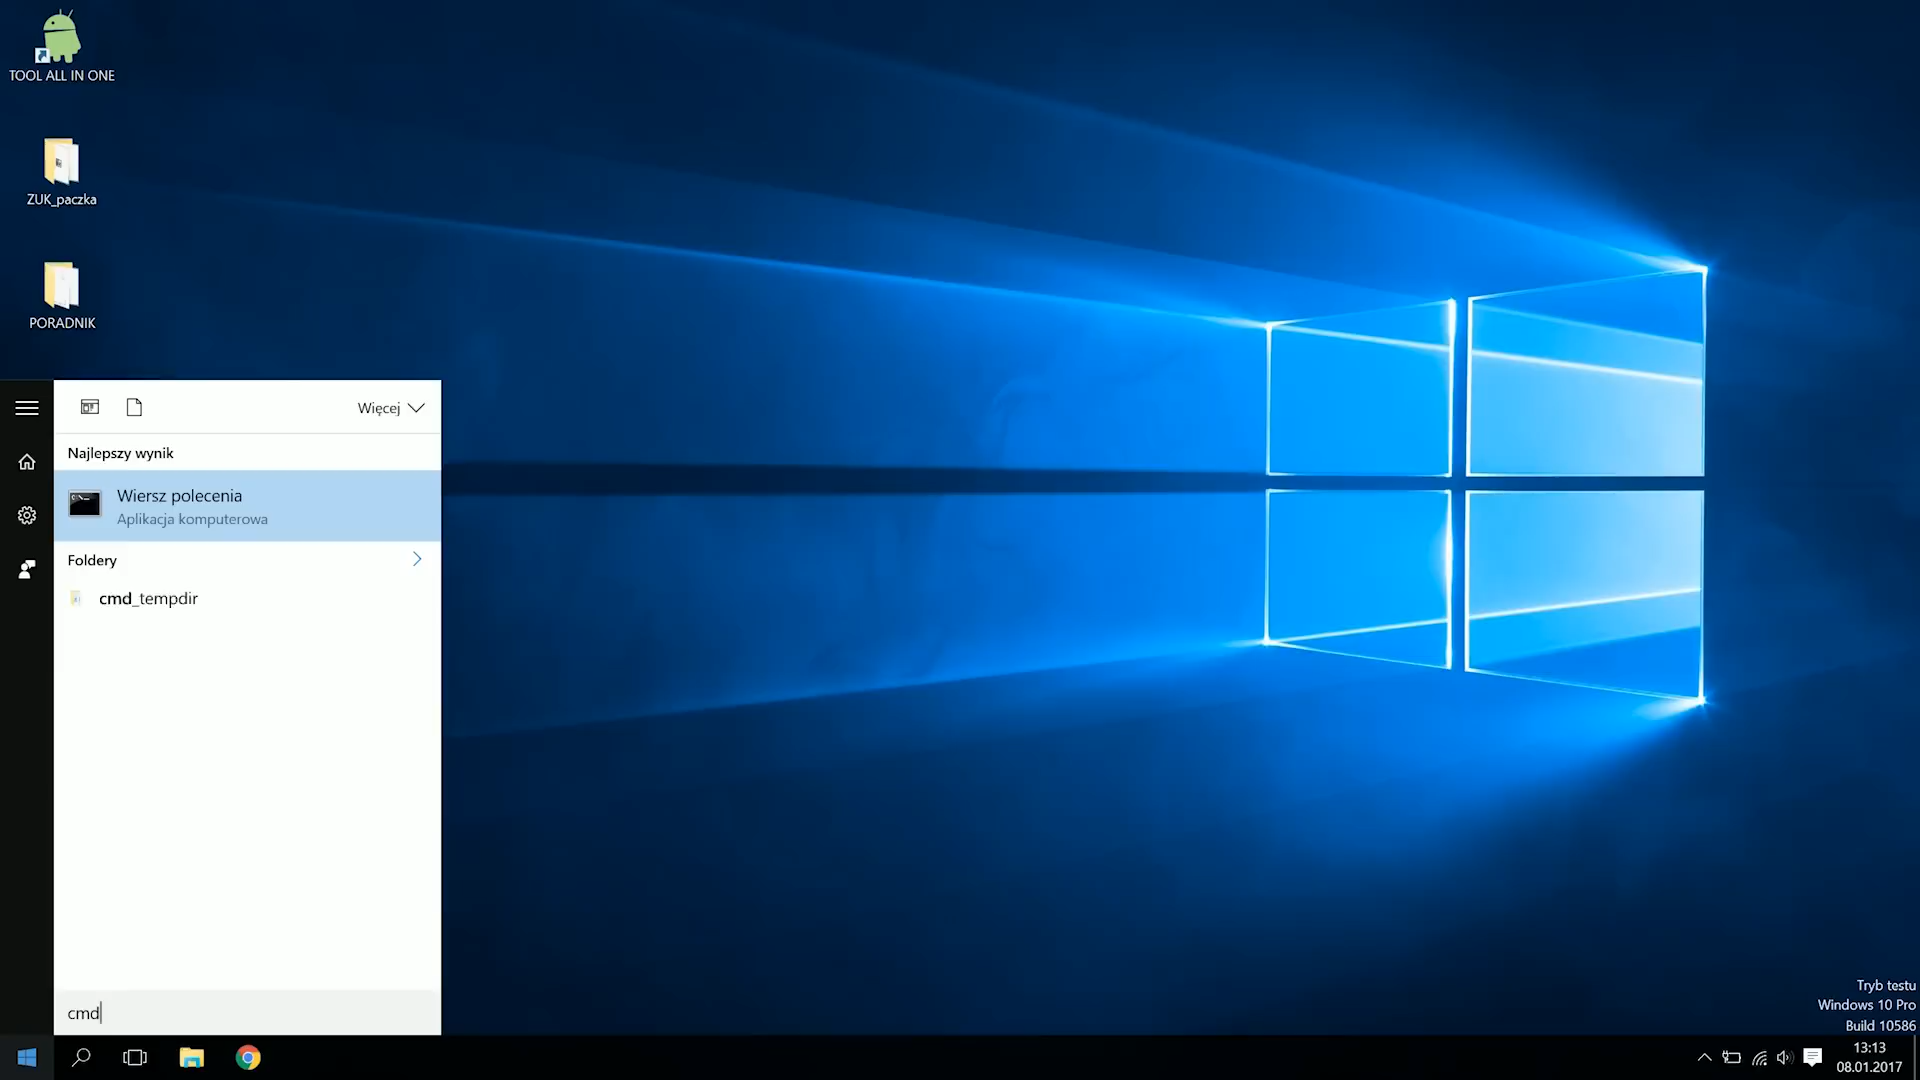 TOOL ALL IN ONE
ZUK_paczka
PORADNIK
Więcej
Najlepszy wynik
Wiersz polecenia
Aplikacja komputerowa
Foldery
cmd_tempdir
cmd
Tryb testu
Windows 10 Pro
Build 10586
13:13
08.01.2017